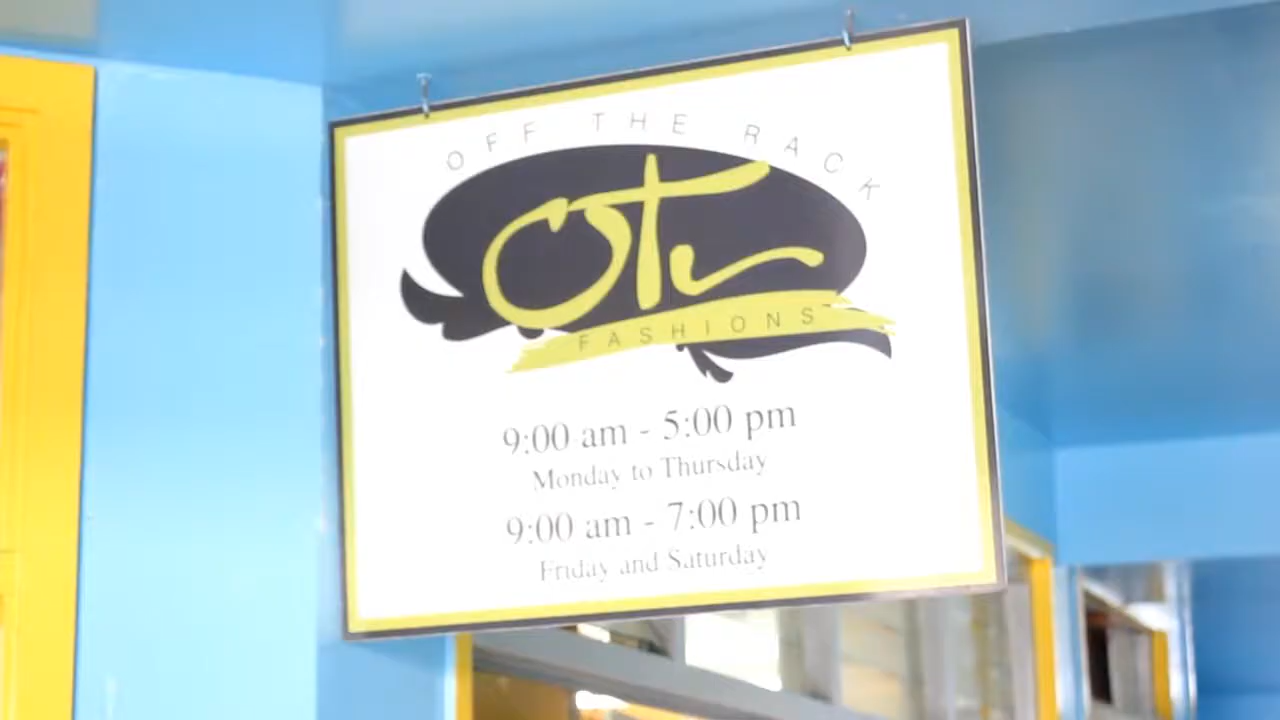 OFF THE RACK
OTR
FASHIONS
9:00 am - 5:00 pm
Monday to Thursday
9:00 am - 7:00 pm
Friday and Saturday